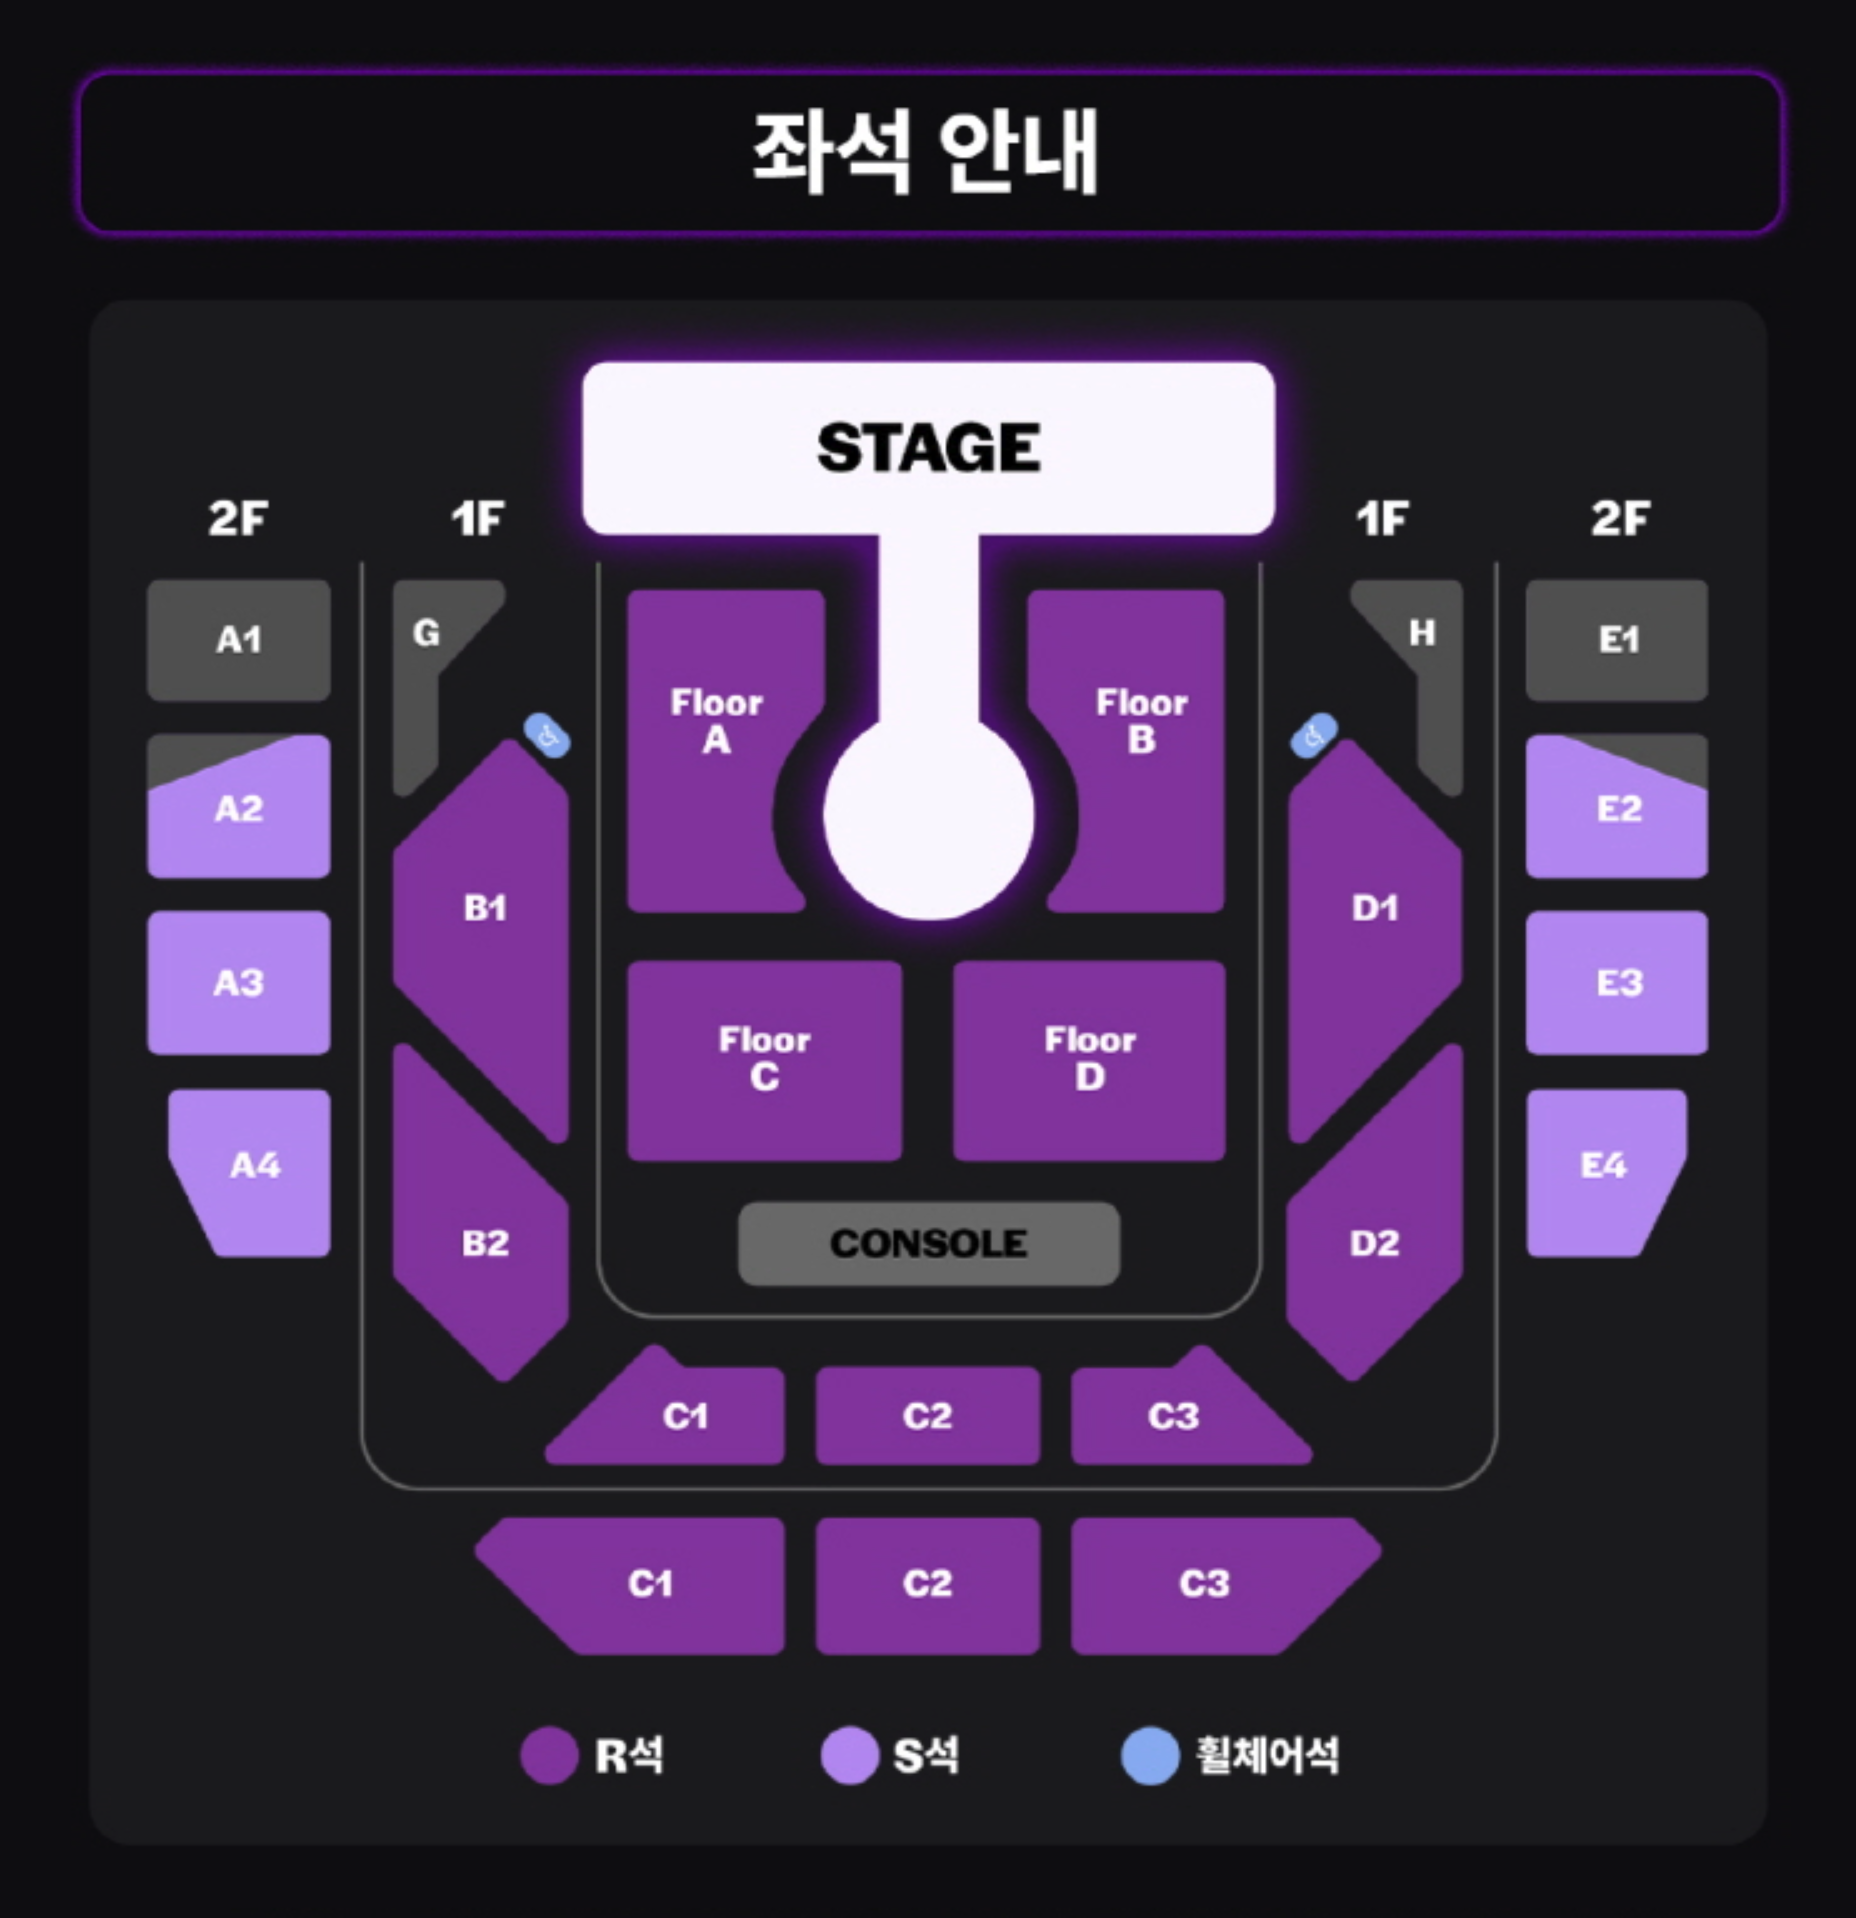 좌석 안내
STAGE
2F
1F
1F
2F
A1
G
H
E1
Floor
A
Floor
B
A2
E2
B1
D1
A3
E3
Floor
C
Floor
D
A4
E4
B2
CONSOLE
D2
C1
C2
C3
C1
C2
C3
R석
S석
휠체어석